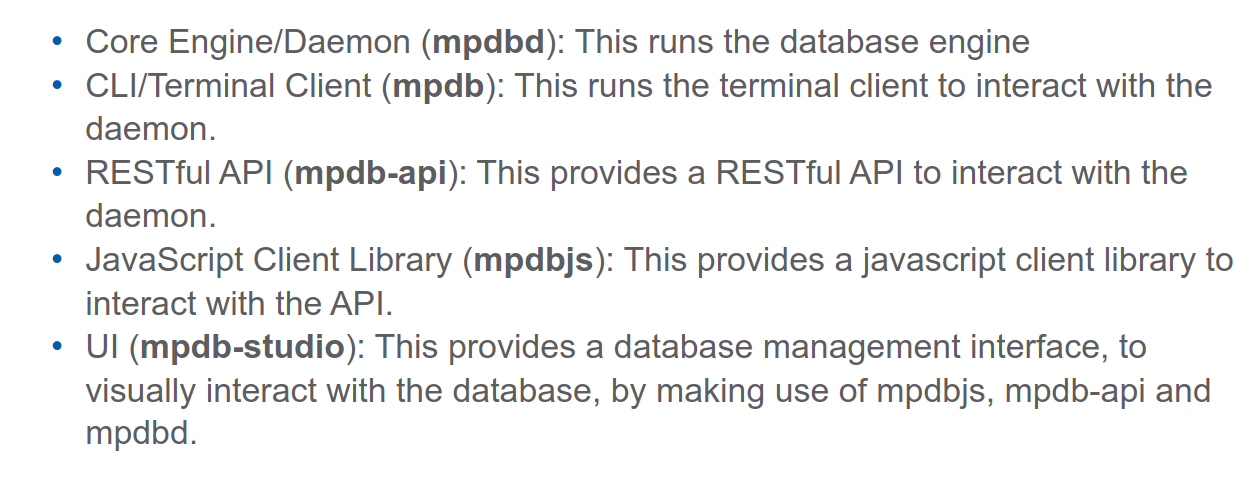 • Core Engine/Daemon (mpdbd): This runs the database engine
• CLI/Terminal Client (mpdb): This runs the terminal client to interact with the
daemon.
• RESTful API (mpdb-api): This provides a RESTful API to interact with the
daemon.
• JavaScript Client Library (mpdbjs): This provides a javascript client library to
interact with the API.
• UI (mpdb-studio): This provides a database management interface, to
visually interact with the database, by making use of mpdbjs, mpdb-api and
mpdbd.